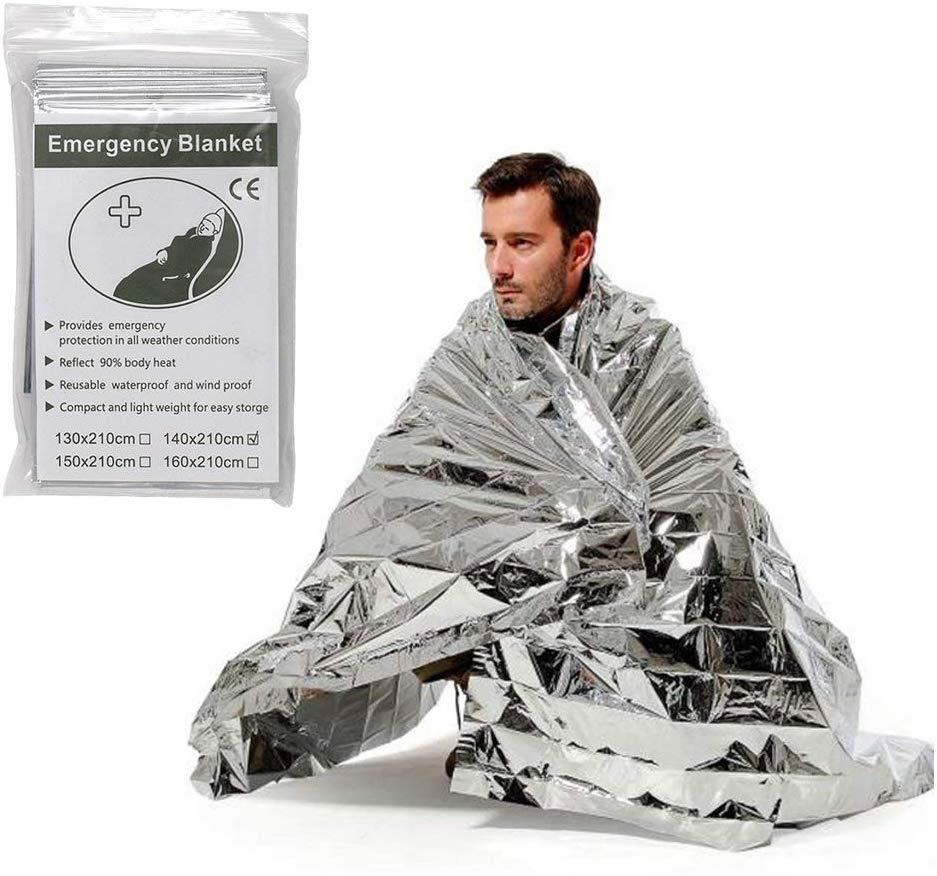 Emergency Blanket
CE
▶ Provides emergency
protection in all weather conditions
▶ Reflect 90% body heat
▶ Reusable waterproof and wind proof
▶ Compact and light weight for easy storge
130x210cm ☐ 140x210cm ☑
150x210cm ☐ 160x210cm ☐